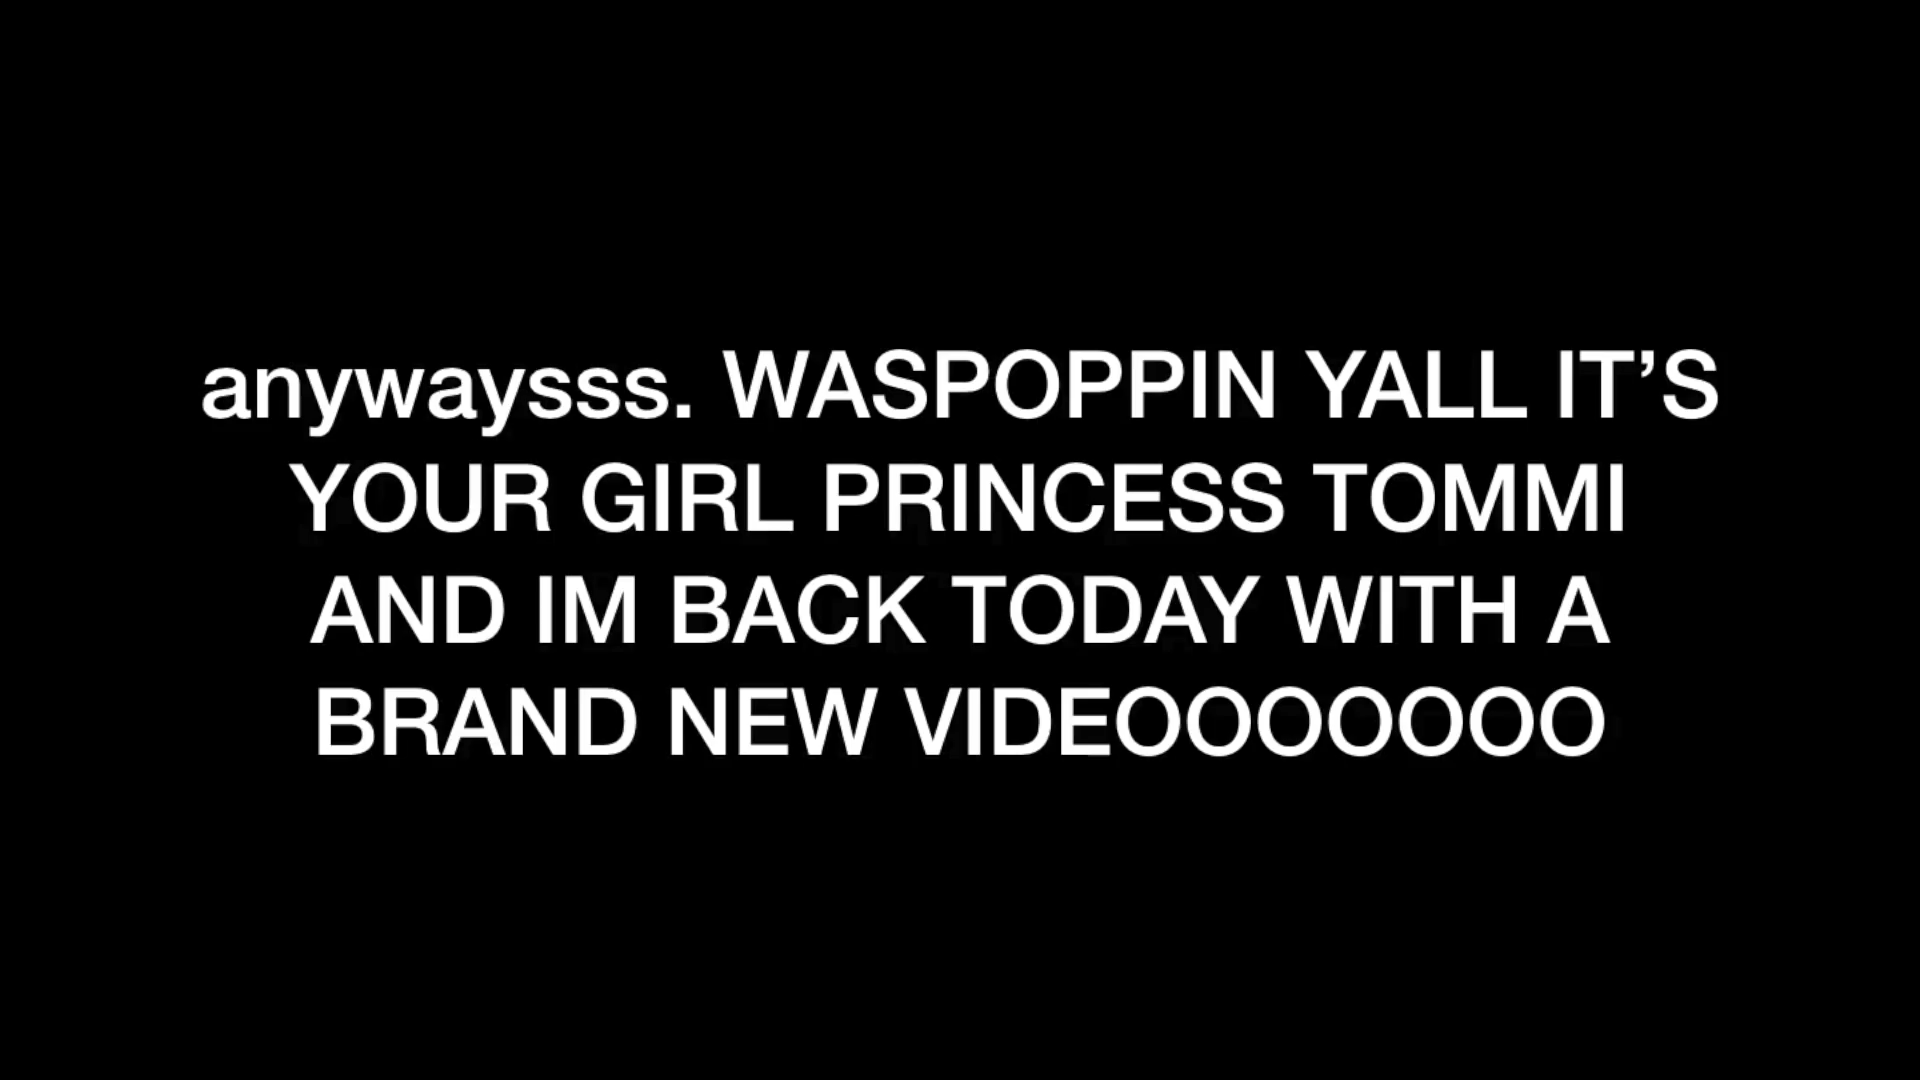 anywaysss. WASPOPPIN YALL IT’S
YOUR GIRL PRINCESS TOMMI
AND IM BACK TODAY WITH A
BRAND NEW VIDEOOOOOOO